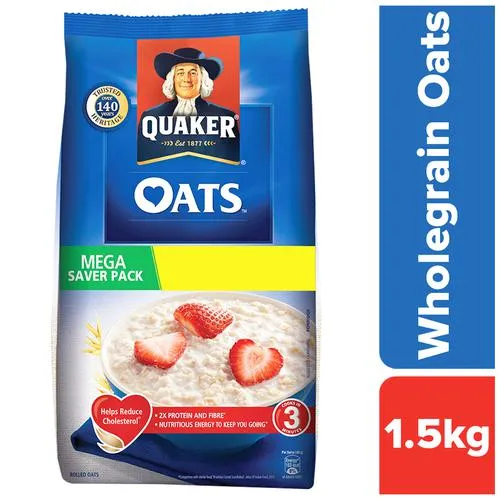 TRUSTED
over
140
years
HERITAGE
QUAKER
Est 1877
OATS
MEGA
SAVER PACK
Helps Reduce
Cholesterol
• 2X PROTEIN AND FIBRE
• NUTRITIOUS ENERGY TO KEEP YOU GOING
COOKS IN
3
MINUTES
ROLLED OATS
Wholegrain Oats
1.5kg